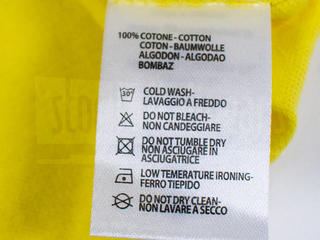 100% COTONE - COTTON
COTON - BAUMWOLLE
ALGODON - ALGODAO
BOMBAZ
30°
COLD WASH-
LAVAGGIO A FREDDO
DO NOT BLEACH-
NON CANDEGGIARE
DO NOT TUMBLE DRY
NON ASCIUGARE IN
ASCIUGATRICE
LOW TEMERATURE IRONING-
FERRO TIEPIDO
DO NOT DRY CLEAN-
NON LAVARE A SECCO